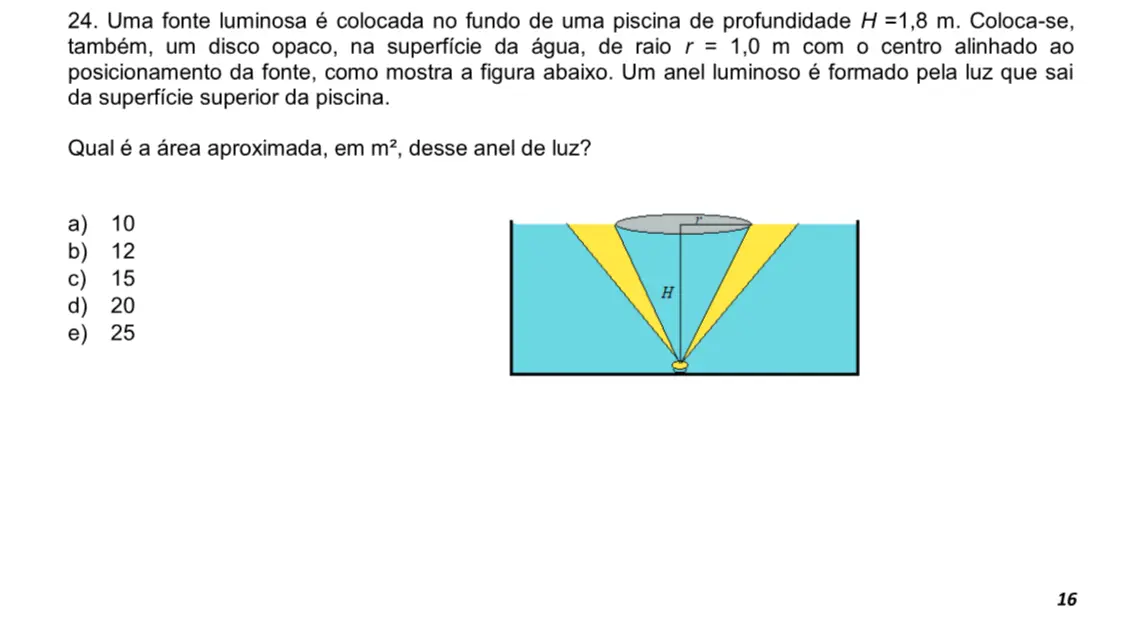 24. Uma fonte luminosa é colocada no fundo de uma piscina de profundidade H =1,8 m. Coloca-se,
também, um disco opaco, na superfície da água, de raio r = 1,0 m com o centro alinhado ao
posicionamento da fonte, como mostra a figura abaixo. Um anel luminoso é formado pela luz que sai
da superfície superior da piscina.
Qual é a área aproximada, em m², desse anel de luz?
a) 10
b) 12
c) 15
d) 20
e) 25
r
H
16